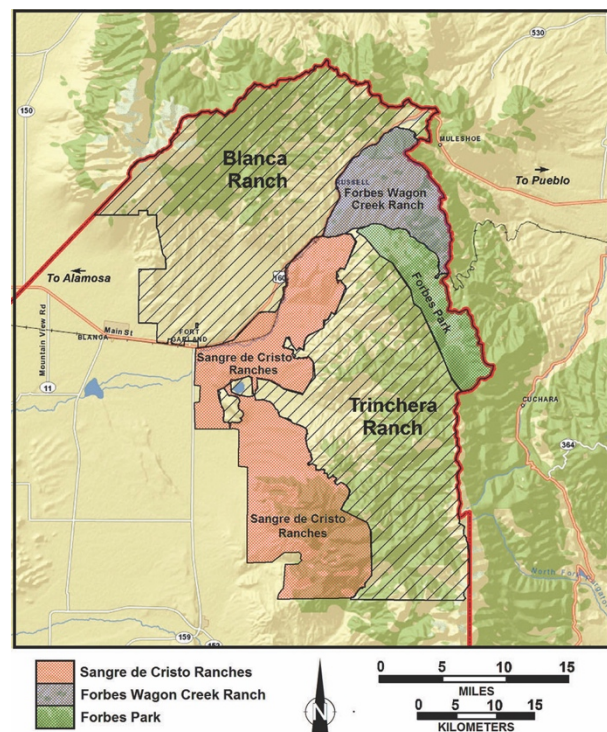 530
150
MULESHOE
Blanca
Ranch
To Pueblo
RUSSELL
Forbes Wagon
Creek Ranch
To Alamosa
160
Forbes Park
Mountain View Rd
Main St
FORT
GARLAND
BLANCA
Sangre de Cristo
Ranches
11
Trinchera
Ranch
CUCHARA
364
Sangre de Cristo
Ranches
North Fork
159
Sangre de Cristo Ranches
Forbes Wagon Creek Ranch
Forbes Park
N
0 5 10 15
MILES
0 5 10 15
KILOMETERS